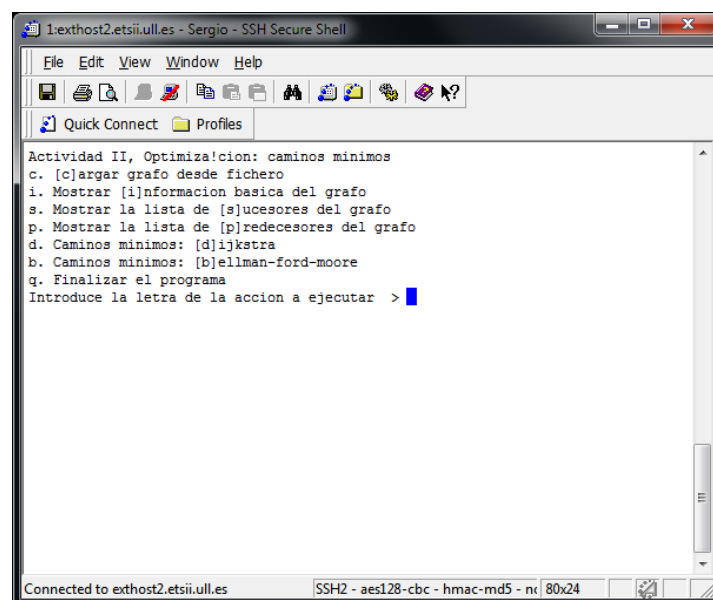 1:exthost2.etsii.ull.es - Sergio - SSH Secure Shell
File Edit View Window Help
Quick Connect Profiles
Actividad II, Optimiza!cion: caminos minimos
c. [c]argar grafo desde fichero
i. Mostrar [i]nformacion basica del grafo
s. Mostrar la lista de [s]ucesores del grafo
p. Mostrar la lista de [p]redecesores del grafo
d. Caminos minimos: [d]ijkstra
b. Caminos minimos: [b]ellman-ford-moore
q. Finalizar el programa
Introduce la letra de la accion a ejecutar >
Connected to exthost2.etsii.ull.es SSH2 - aes128-cbc - hmac-md5 - nc 80x24